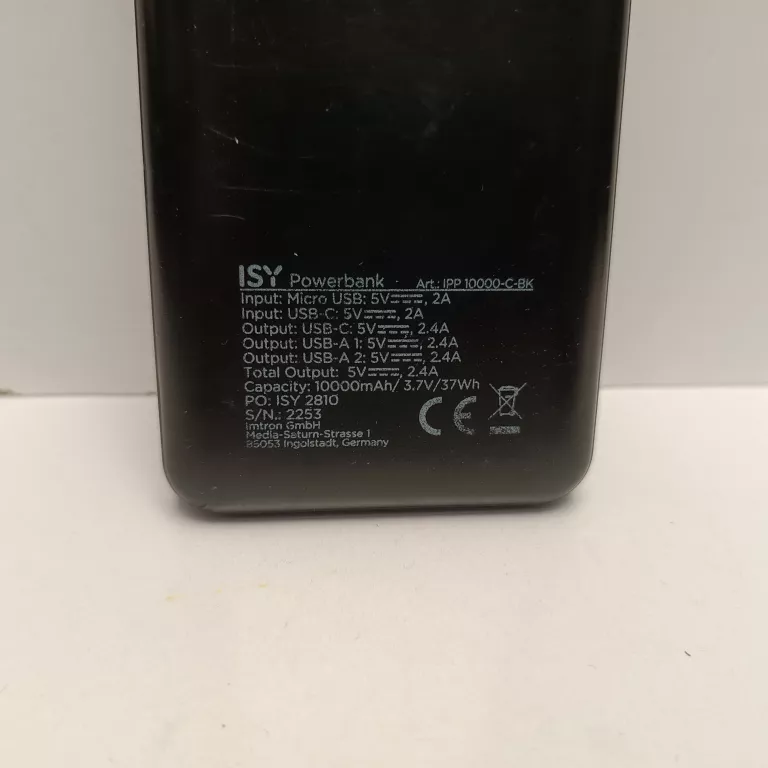 ISY Powerbank Art.: IPP 10000-C-BK
Input: Micro USB: 5V⎓, 2A
Input: USB-C: 5V⎓, 2A
Output: USB-C: 5V⎓, 2.4A
Output: USB-A 1: 5V⎓, 2.4A
Output: USB-A 2: 5V⎓, 2.4A
Total Output: 5V⎓, 2.4A
Capacity: 10000mAh/ 3.7V/37Wh
PO: ISY 2810
S/N.: 2253
Imtron GmbH
Media-Saturn-Strasse 1
85053 Ingolstadt, Germany
CE